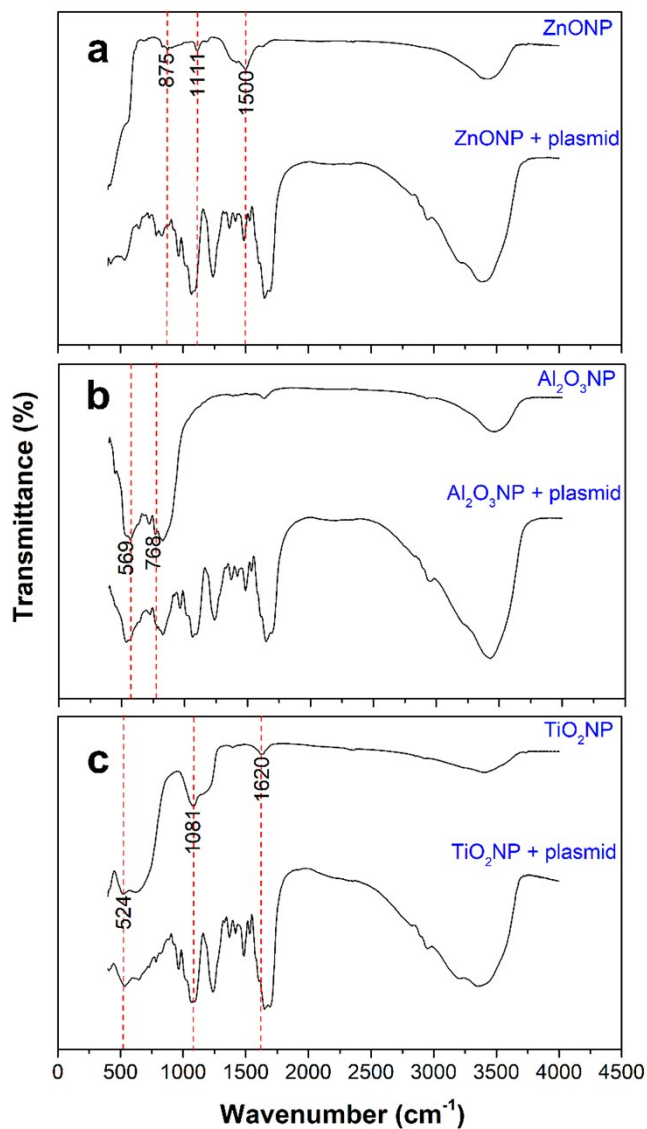 a
ZnONP
875
1111
1500
ZnONP + plasmid
b
Al₂O₃NP
569
768
Al₂O₃NP + plasmid
c
TiO₂NP
524
1081
1620
TiO₂NP + plasmid
Transmittance (%)
0 500 1000 1500 2000 2500 3000 3500 4000 4500
Wavenumber (cm⁻¹)